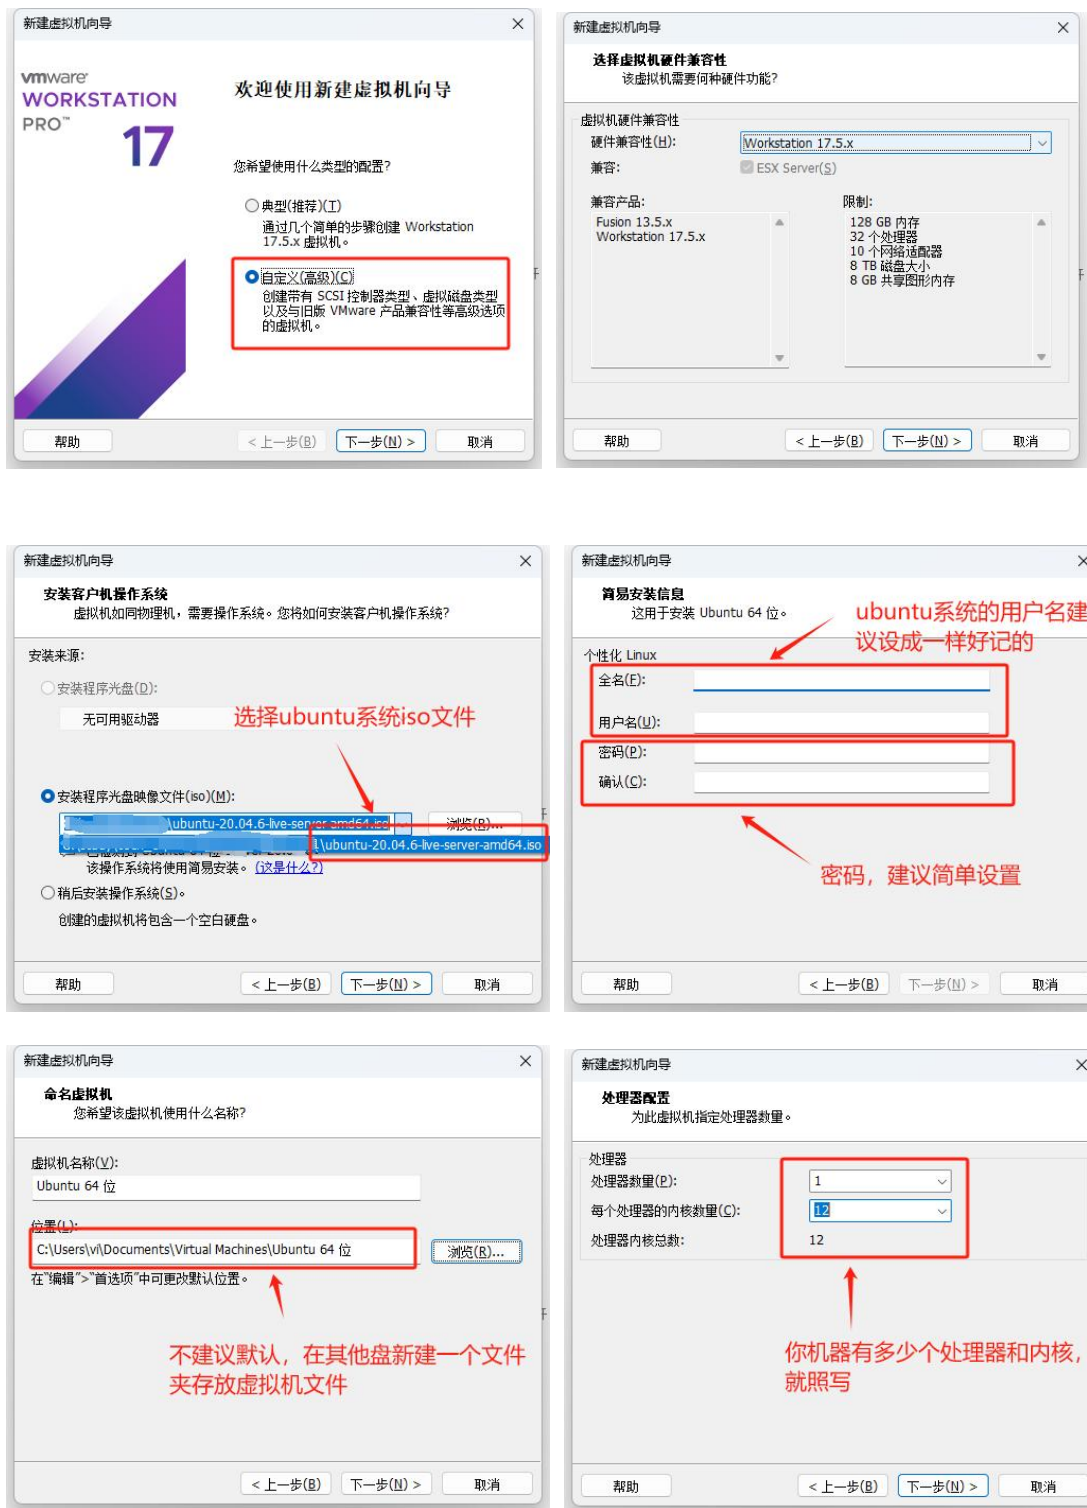 新建虚拟机向导
vmware
WORKSTATION
PRO™
17
欢迎使用新建虚拟机向导
您希望使用什么类型的配置?
典型(推荐)(T)
通过几个简单的步骤创建 Workstation
17.5.x 虚拟机。
自定义(高级)(C)
创建带有 SCSI 控制器类型、虚拟磁盘类型
以及与旧版 VMware 产品兼容性等高级选项
的虚拟机。
帮助
< 上一步(B)
下一步(N) >
取消
新建虚拟机向导
选择虚拟机硬件兼容性
该虚拟机需要何种硬件功能?
虚拟机硬件兼容性
硬件兼容性(H):
Workstation 17.5.x
兼容:
ESX Server(S)
兼容产品:
Fusion 13.5.x
Workstation 17.5.x
限制:
128 GB 内存
32 个处理器
10 个网络适配器
8 TB 磁盘大小
8 GB 共享图形内存
帮助
< 上一步(B)
下一步(N) >
取消
新建虚拟机向导
安装客户机操作系统
虚拟机如同物理机，需要操作系统。您将如何安装客户机操作系统?
安装来源:
安装程序光盘(D):
无可用驱动器
选择ubuntu系统iso文件
安装程序光盘映像文件(iso)(M):
\ubuntu-20.04.6-live-server-amd64.iso
浏览(R)...
\ubuntu-20.04.6-live-server-amd64.iso
该操作系统将使用简易安装。(这是什么?)
稍后安装操作系统(S)。
创建的虚拟机将包含一个空白硬盘。
帮助
< 上一步(B)
下一步(N) >
取消
新建虚拟机向导
简易安装信息
这用于安装 Ubuntu 64 位。
ubuntu系统的用户名建
议设成一样好记的
个性化 Linux
全名(F):
用户名(U):
密码(P):
确认(C):
密码，建议简单设置
帮助
< 上一步(B)
下一步(N) >
取消
新建虚拟机向导
命名虚拟机
您希望该虚拟机使用什么名称?
虚拟机名称(V):
Ubuntu 64 位
位置(L):
C:\Users\vi\Documents\Virtual Machines\Ubuntu 64 位
浏览(R)...
在"编辑">"首选项"中可更改默认位置。
不建议默认，在其他盘新建一个文件
夹存放虚拟机文件
< 上一步(B)
下一步(N) >
取消
新建虚拟机向导
处理器配置
为此虚拟机指定处理器数量。
处理器
处理器数量(P):
1
每个处理器的内核数量(C):
12
处理器内核总数:
12
你机器有多少个处理器和内核，
就照写
帮助
< 上一步(B)
下一步(N) >
取消